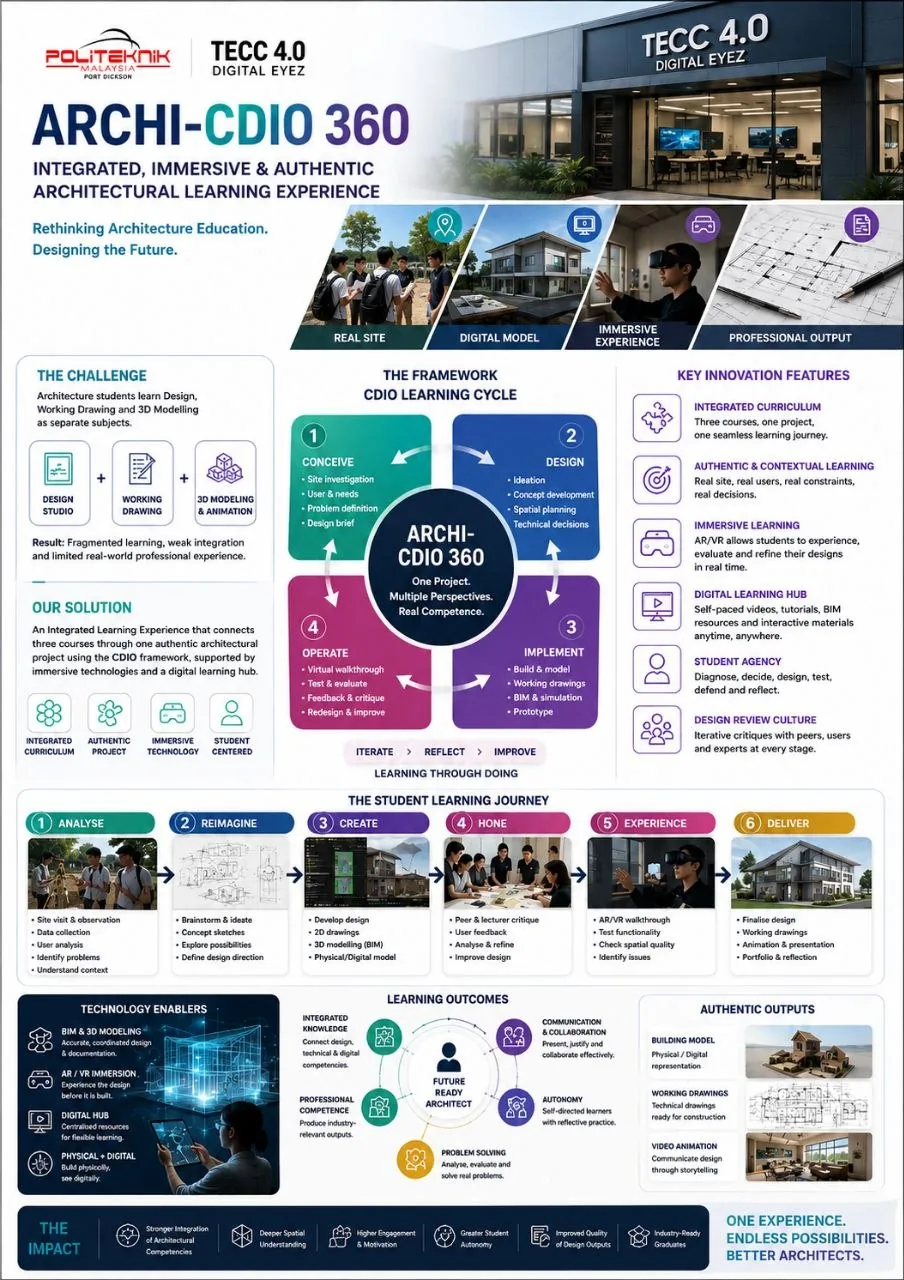 POLITEKNIK
MALAYSIA
PORT DICKSON
TECC 4.0
DIGITAL EYEZ
TECC 4.0
DIGITAL EYEZ
ARCHI-CDIO 360
INTEGRATED, IMMERSIVE & AUTHENTIC
ARCHITECTURAL LEARNING EXPERIENCE
Rethinking Architecture Education.
Designing the Future.
REAL SITE
DIGITAL MODEL
IMMERSIVE
EXPERIENCE
PROFESSIONAL OUTPUT
THE CHALLENGE
Architecture students learn Design,
Working Drawing and 3D Modelling
as separate subjects.
DESIGN
STUDIO
+
WORKING
DRAWING
+
3D MODELING
& ANIMATION
Result: Fragmented learning, weak integration
and limited real-world professional experience.
OUR SOLUTION
An Integrated Learning Experience that connects
three courses through one authentic architectural
project using the CDIO framework, supported by
immersive technologies and a digital learning hub.
INTEGRATED
CURRICULUM
AUTHENTIC
PROJECT
IMMERSIVE
TECHNOLOGY
STUDENT
CENTERED
THE FRAMEWORK
CDIO LEARNING CYCLE
1
CONCEIVE
• Site investigation
• User & needs
• Problem definition
• Design brief
2
DESIGN
• Ideation
• Concept development
• Spatial planning
Technical decisions
ARCHI-
CDIO 360
One Project.
Multiple Perspectives.
Real Competence.
4
OPERATE
• Virtual walkthrough
• Test & evaluate
• Feedback & critique
• Redesign & improve
3
IMPLEMENT
• Build & model
• Working drawings
• BIM & simulation
• Prototype
ITERATE > REFLECT > IMPROVE
LEARNING THROUGH DOING
KEY INNOVATION FEATURES
INTEGRATED CURRICULUM
Three courses, one project,
one seamless learning journey.
AUTHENTIC & CONTEXTUAL LEARNING
Real site, real users, real constraints,
real decisions.
IMMERSIVE LEARNING
AR/VR allows students to experience,
evaluate and refine their designs
in real time.
DIGITAL LEARNING HUB
Self-paced videos, tutorials, BIM
resources and interactive materials
anytime, anywhere.
STUDENT AGENCY
Diagnose, decide, design, test,
defend and reflect.
DESIGN REVIEW CULTURE
Iterative critiques with peers, users
and experts at every stage.
THE STUDENT LEARNING JOURNEY
1 ANALYSE
• Site visit & observation
• Data collection
• User analysis
• Identify problems
• Understand context
2 REIMAGINE
• Brainstorm & ideate
• Concept sketches
• Explore possibilities
• Define design direction
3 CREATE
• Develop design
• 2D drawings
• 3D modelling (BIM)
• Physical/Digital model
4 HONE
• Peer & lecturer critique
• User feedback
• Analyse & refine
• Improve design
5 EXPERIENCE
• AR/VR walkthrough
• Test functionality
• Check spatial quality
• Identify issues
6 DELIVER
• Finalise design
• Working drawings
• Animation & presentation
• Portfolio & reflection
TECHNOLOGY ENABLERS
BIM & 3D MODELING
Accurate, coordinated design
& documentation.
AR / VR IMMERSION
Experience the design
before it is built.
DIGITAL HUB
Centralised resources
for flexible learning.
PHYSICAL + DIGITAL
Build physically,
see digitally.
LEARNING OUTCOMES
INTEGRATED
KNOWLEDGE
Connect design,
technical & digital
competencies.
PROFESSIONAL
COMPETENCE
Produce industry-
relevant outputs.
FUTURE
READY
ARCHITECT
COMMUNICATION
& COLLABORATION
Present, justify and
collaborate effectively.
AUTONOMY
Self-directed learners
with reflective practice.
PROBLEM SOLVING
Analyse, evaluate and
solve real problems.
AUTHENTIC OUTPUTS
BUILDING MODEL
Physical / Digital
representation
WORKING DRAWINGS
Technical drawings
ready for construction
VIDEO ANIMATION
Communicate design
through storytelling
THE
IMPACT
Stronger Integration
of Architectural
Competencies
Deeper Spatial
Understanding
Higher Engagement
& Motivation
Greater Student
Autonomy
Improved Quality
of Design Outputs
Industry-Ready
Graduates
ONE EXPERIENCE.
ENDLESS POSSIBILITIES.
BETTER ARCHITECTS.